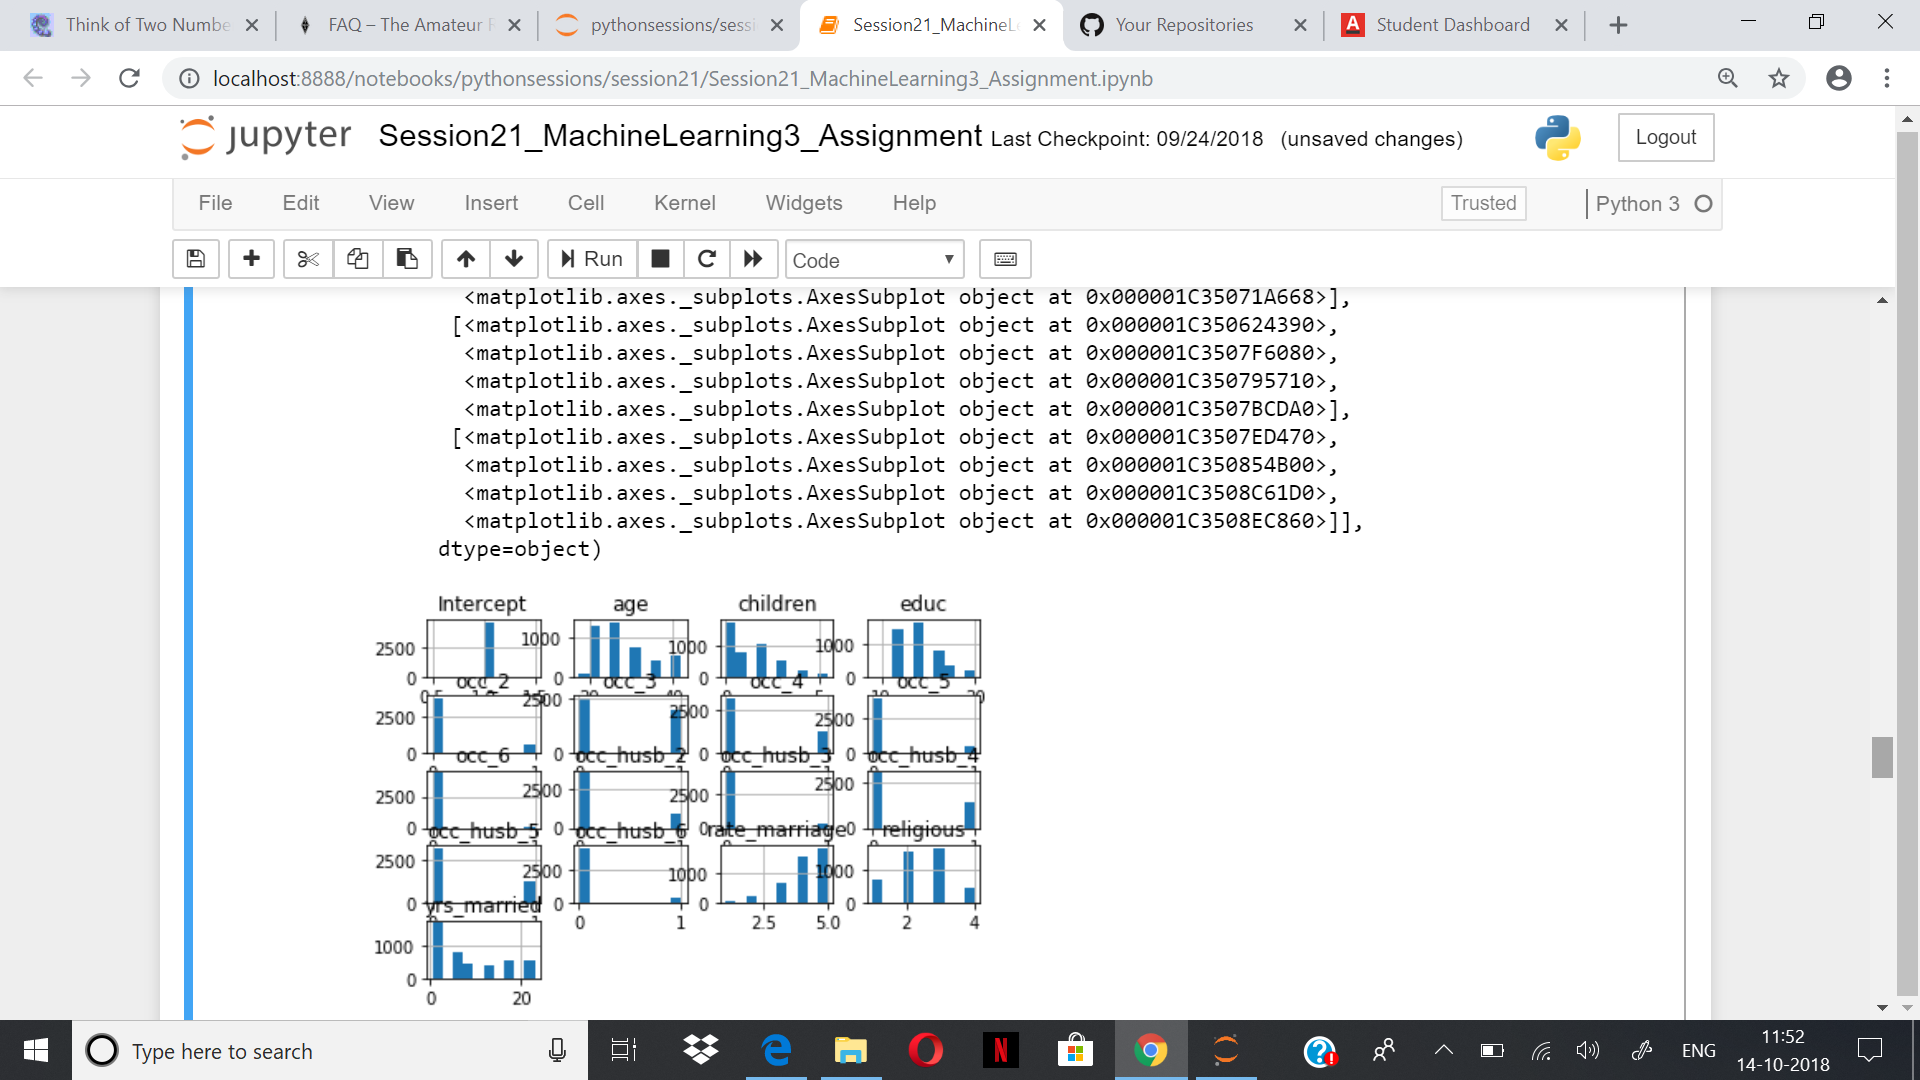 Think of Two Numbe
FAQ – The Amateur R
pythonsessions/sessi
Session21_MachineL
Your Repositories
Student Dashboard
localhost:8888/notebooks/pythonsessions/session21/Session21_MachineLearning3_Assignment.ipynb
jupyter Session21_MachineLearning3_Assignment Last Checkpoint: 09/24/2018 (unsaved changes)
Logout
File Edit View Insert Cell Kernel Widgets Help
Trusted Python 3
Run Code
<matplotlib.axes._subplots.AxesSubplot object at 0x000001C35071A668>],
[<matplotlib.axes._subplots.AxesSubplot object at 0x000001C350624390>,
<matplotlib.axes._subplots.AxesSubplot object at 0x000001C3507F6080>,
<matplotlib.axes._subplots.AxesSubplot object at 0x000001C350795710>,
<matplotlib.axes._subplots.AxesSubplot object at 0x000001C3507BCDA0>],
[<matplotlib.axes._subplots.AxesSubplot object at 0x000001C3507ED470>,
<matplotlib.axes._subplots.AxesSubplot object at 0x000001C350854B00>,
<matplotlib.axes._subplots.AxesSubplot object at 0x000001C3508C61D0>,
<matplotlib.axes._subplots.AxesSubplot object at 0x000001C3508EC860>]],
dtype=object)
Intercept age children educ
2500 1000 1000 1000
0 0 0 0
occ_2 occ_3 occ_4 occ_5
2500 2500 2500 2500
0 0 0 0
occ_6 occ_husb_2 occ_husb_3 occ_husb_4
2500 2500 2500 2500
0 0 0 0
occ_husb_5 occ_husb_6 rate_marriage religious
2500 2500 1000 1000
0 0 0 0
yrs_married
0 1 2.5 5.0 2 4
1000
0
0 20
Type here to search
ENG
11:52
14-10-2018